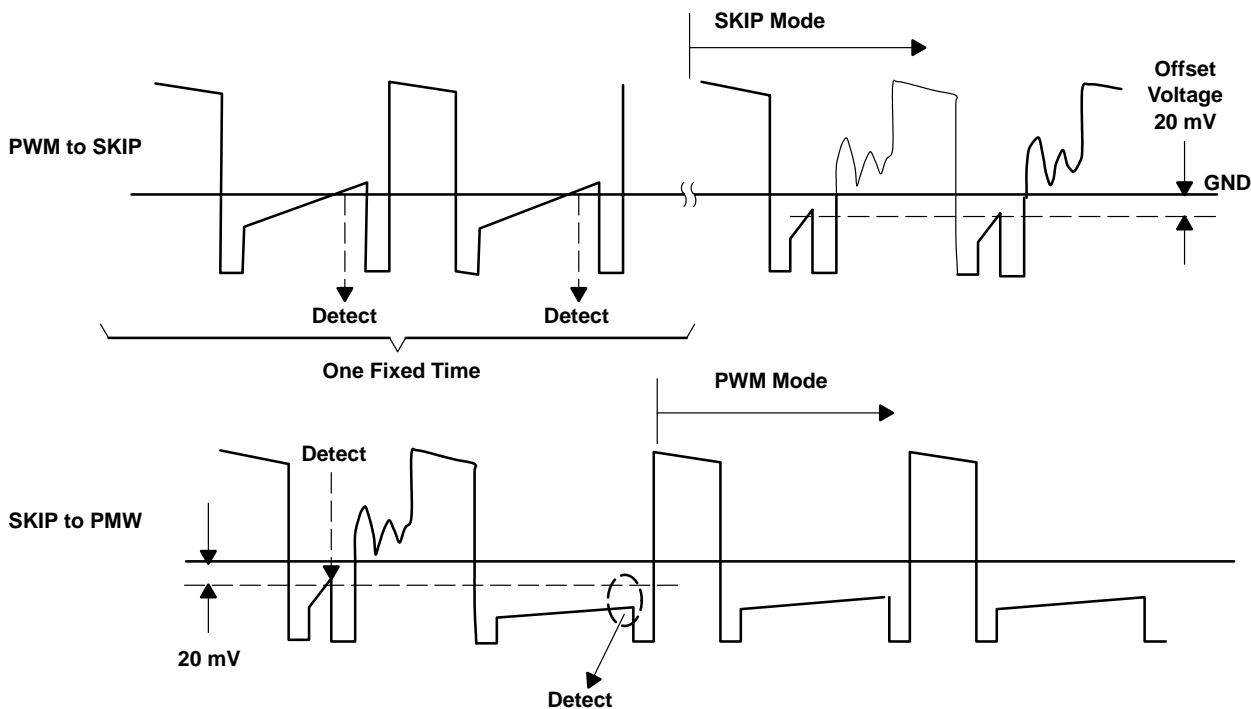 SKIP Mode
Offset
Voltage
20 mV
PWM to SKIP
GND
Detect
Detect
One Fixed Time
PWM Mode
Detect
SKIP to PMW
20 mV
Detect